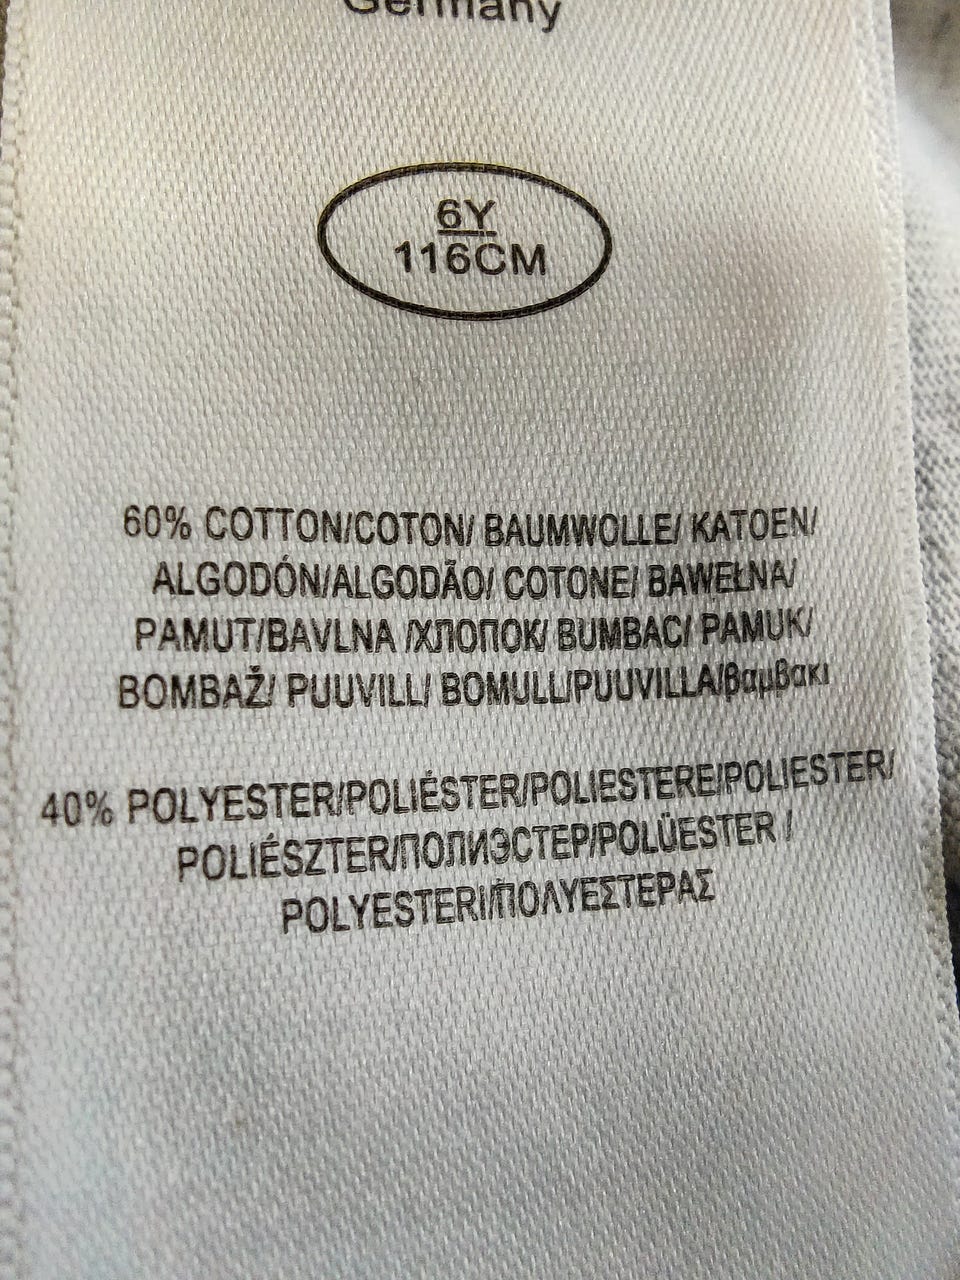 Germany
6Y
116CM
60% COTTON/COTON/ BAUMWOLLE/ KATOEN/
ALGODÓN/ALGODÃO/ COTONE/ BAWEŁNA/
PAMUT/BAVLNA /ХЛОПОК/ BUMBAC/ PAMUK/
BOMBAŽ/ PUUVILL/ BOMULL/PUUVILLA/βαμβακι
40% POLYESTER/POLIÉSTER/POLIESTERE/POLIESTER/
POLIÉSZTER/ПОЛИЭСТЕР/POLÜESTER /
POLYESTERI/ΠΟΛΥΕΣΤΕΡΑΣ